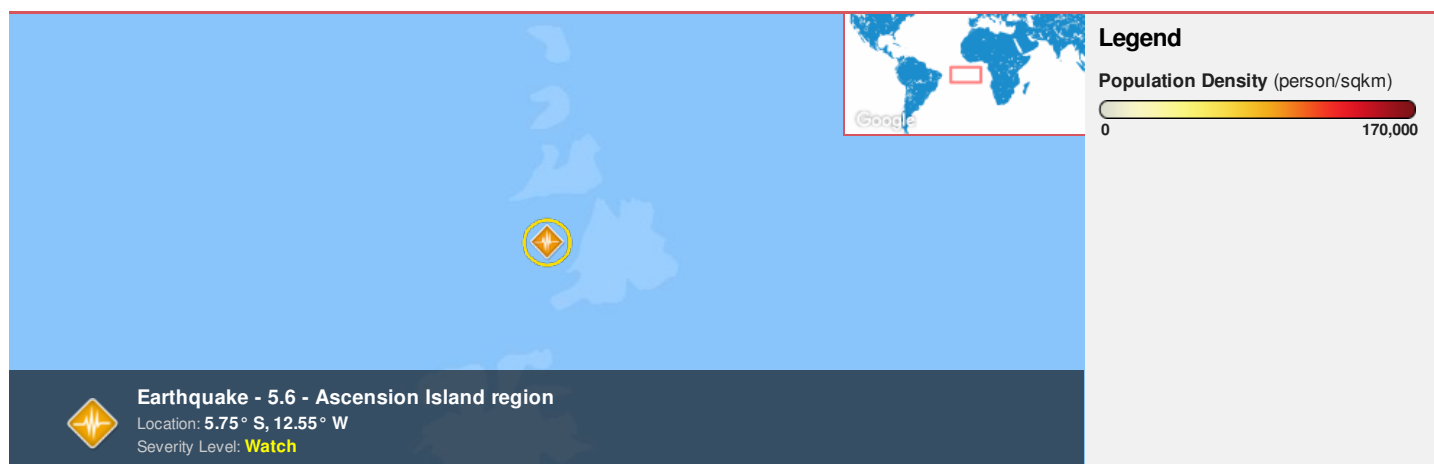 Google
Legend
Population Density (person/sqkm)
0 170,000
Earthquake - 5.6 - Ascension Island region
Location: 5.75° S, 12.55° W
Severity Level: Watch